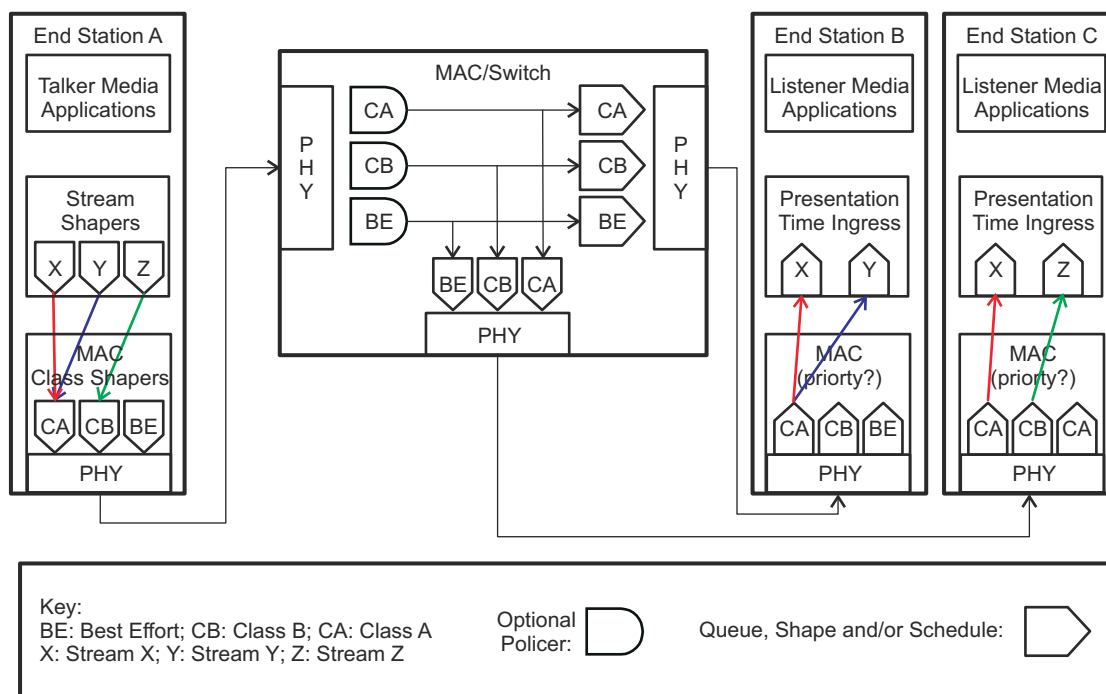 End Station A
Talker Media
Applications
Stream
Shapers
X Y Z
MAC
Class Shapers
CA CB BE
PHY
MAC/Switch
PHY
CA
CB
BE
CA
CB
BE
PHY
BE CB CA
PHY
End Station B
Listener Media
Applications
Presentation
Time Ingress
X Y
MAC
(priorty?)
CA CB BE
PHY
End Station C
Listener Media
Applications
Presentation
Time Ingress
X Z
MAC
(priorty?)
CA CB CA
PHY
Key:
BE: Best Effort; CB: Class B; CA: Class A
X: Stream X; Y: Stream Y; Z: Stream Z
Optional
Policer:
Queue, Shape and/or Schedule: